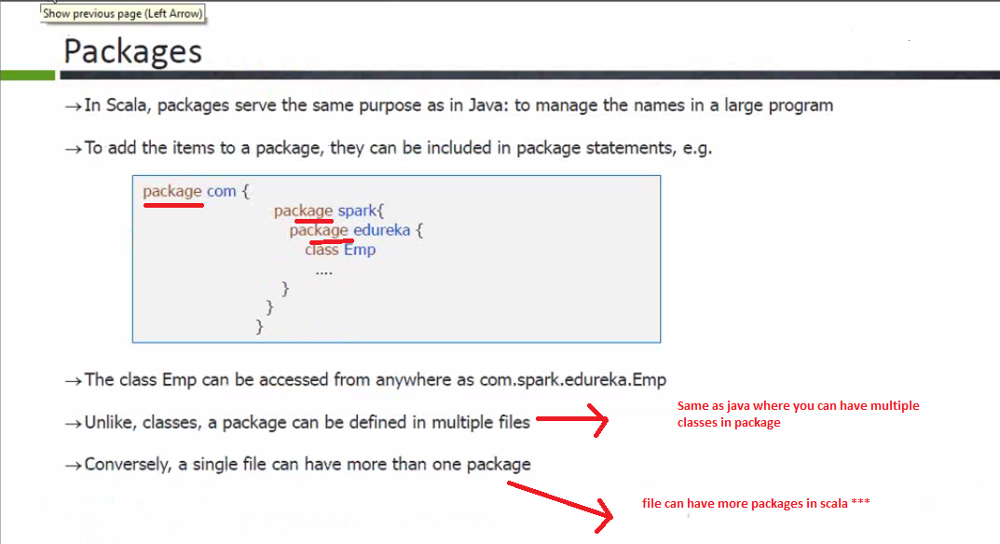 Show previous page (Left Arrow)
Packages
→In Scala, packages serve the same purpose as in Java: to manage the names in a large program
→To add the items to a package, they can be included in package statements, e.g.
package com {
package spark{
package edureka {
class Emp
....
}
}
}
→The class Emp can be accessed from anywhere as com.spark.edureka.Emp
→Unlike, classes, a package can be defined in multiple files
Same as java where you can have multiple
classes in package
→Conversely, a single file can have more than one package
file can have more packages in scala ***